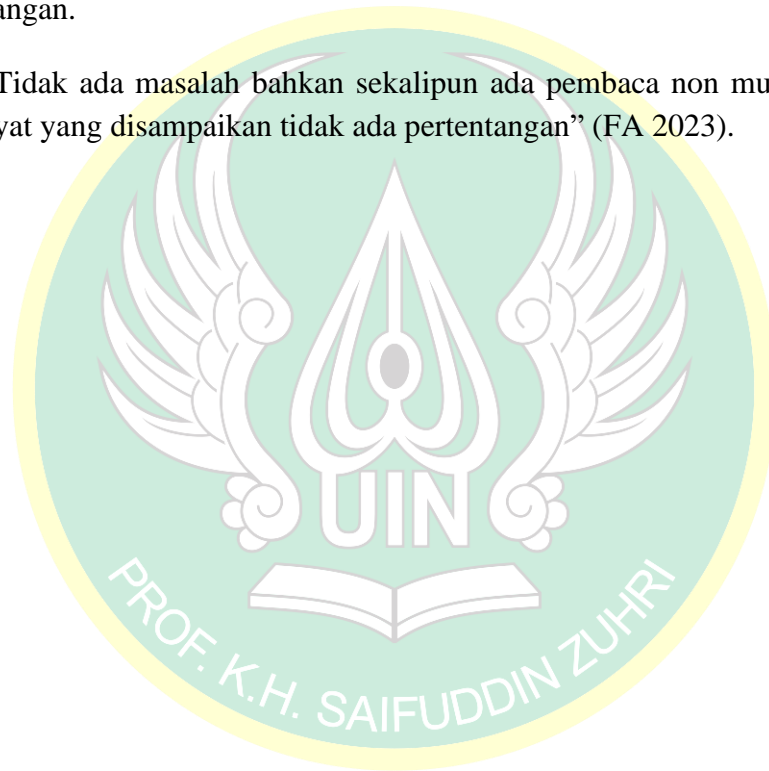 angan.
Tidak ada masalah bahkan sekalipun ada pembaca non mu
yat yang disampaikan tidak ada pertentangan” (FA 2023).
UIN
PROF. K.H. SAIFUDDIN ZUHRI